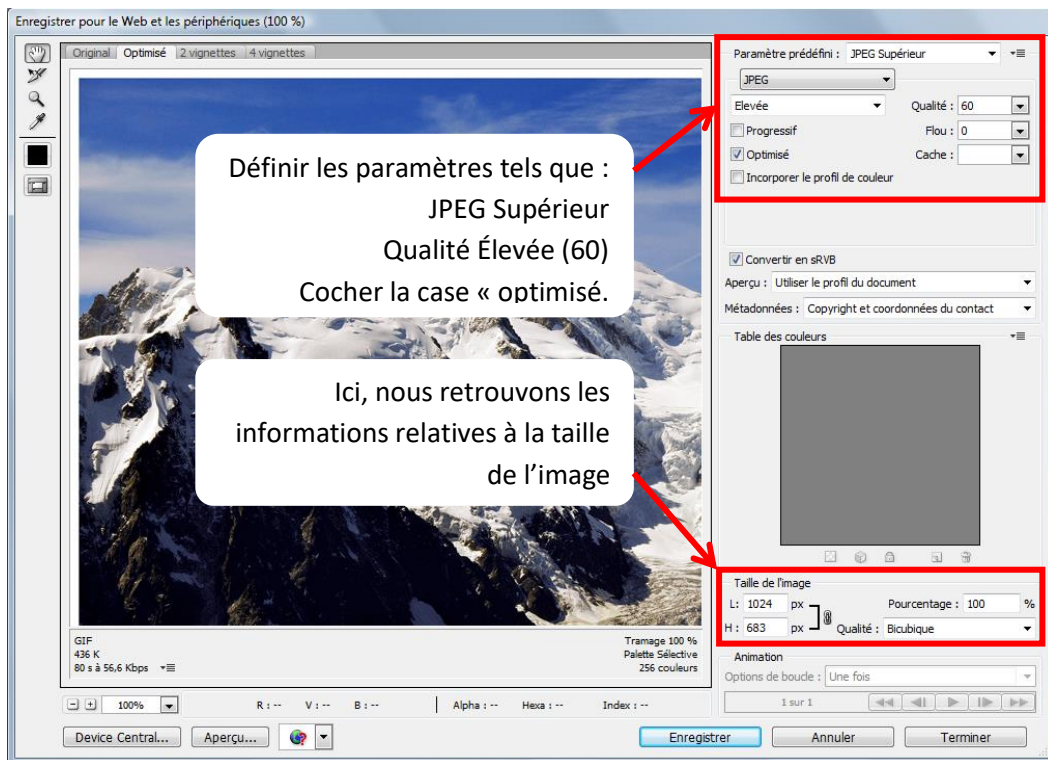 Enregistrer pour le Web et les périphériques (100 %)
Original Optimisé 2 vignettes 4 vignettes
Paramètre prédéfini : JPEG Supérieur
JPEG
Elevée Qualité : 60
Progressif Flou : 0
Optimisé Cache :
Incorporer le profil de couleur
Définir les paramètres tels que :
JPEG Supérieur
Qualité Élevée (60)
Cocher la case « optimisé.
Convertir en sRVB
Aperçu : Utiliser le profil du document
Métadonnées : Copyright et coordonnées du contact
Table des couleurs
Ici, nous retrouvons les
informations relatives à la taille
de l’image
Taille de l'image
L: 1024 px Pourcentage : 100 %
H : 683 px Qualité : Bicubique
GIF Tramage 100 %
436 K Palette Sélective
80 s à 56,6 Kbps 256 couleurs
Animation
Options de boucle : Une fois
1 sur 1
100% R : -- V : -- B : -- Alpha : -- Hexa : -- Index : --
Device Central... Aperçu... Enregistrer Annuler Terminer